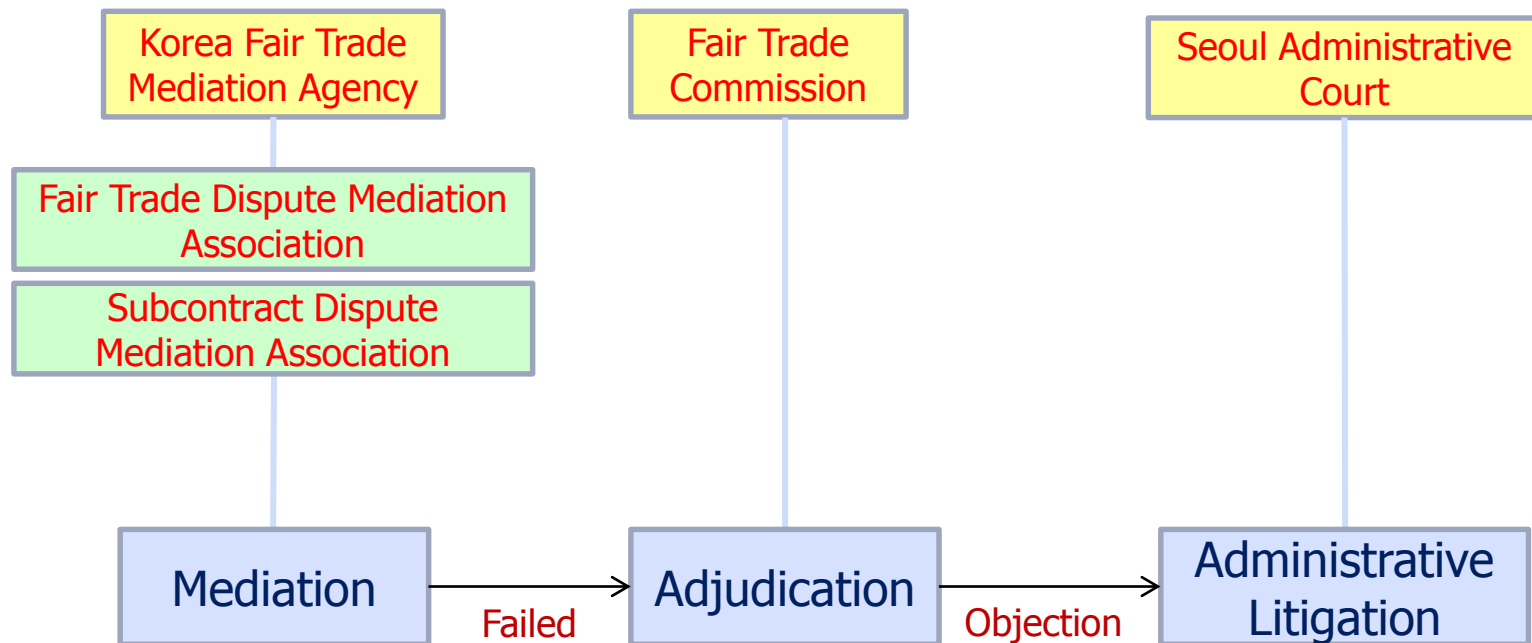 Korea Fair Trade
Mediation Agency
Fair Trade
Commission
Seoul Administrative
Court
Fair Trade Dispute Mediation
Association
Subcontract Dispute
Mediation Association
Mediation
Failed
Adjudication
Objection
Administrative
Litigation